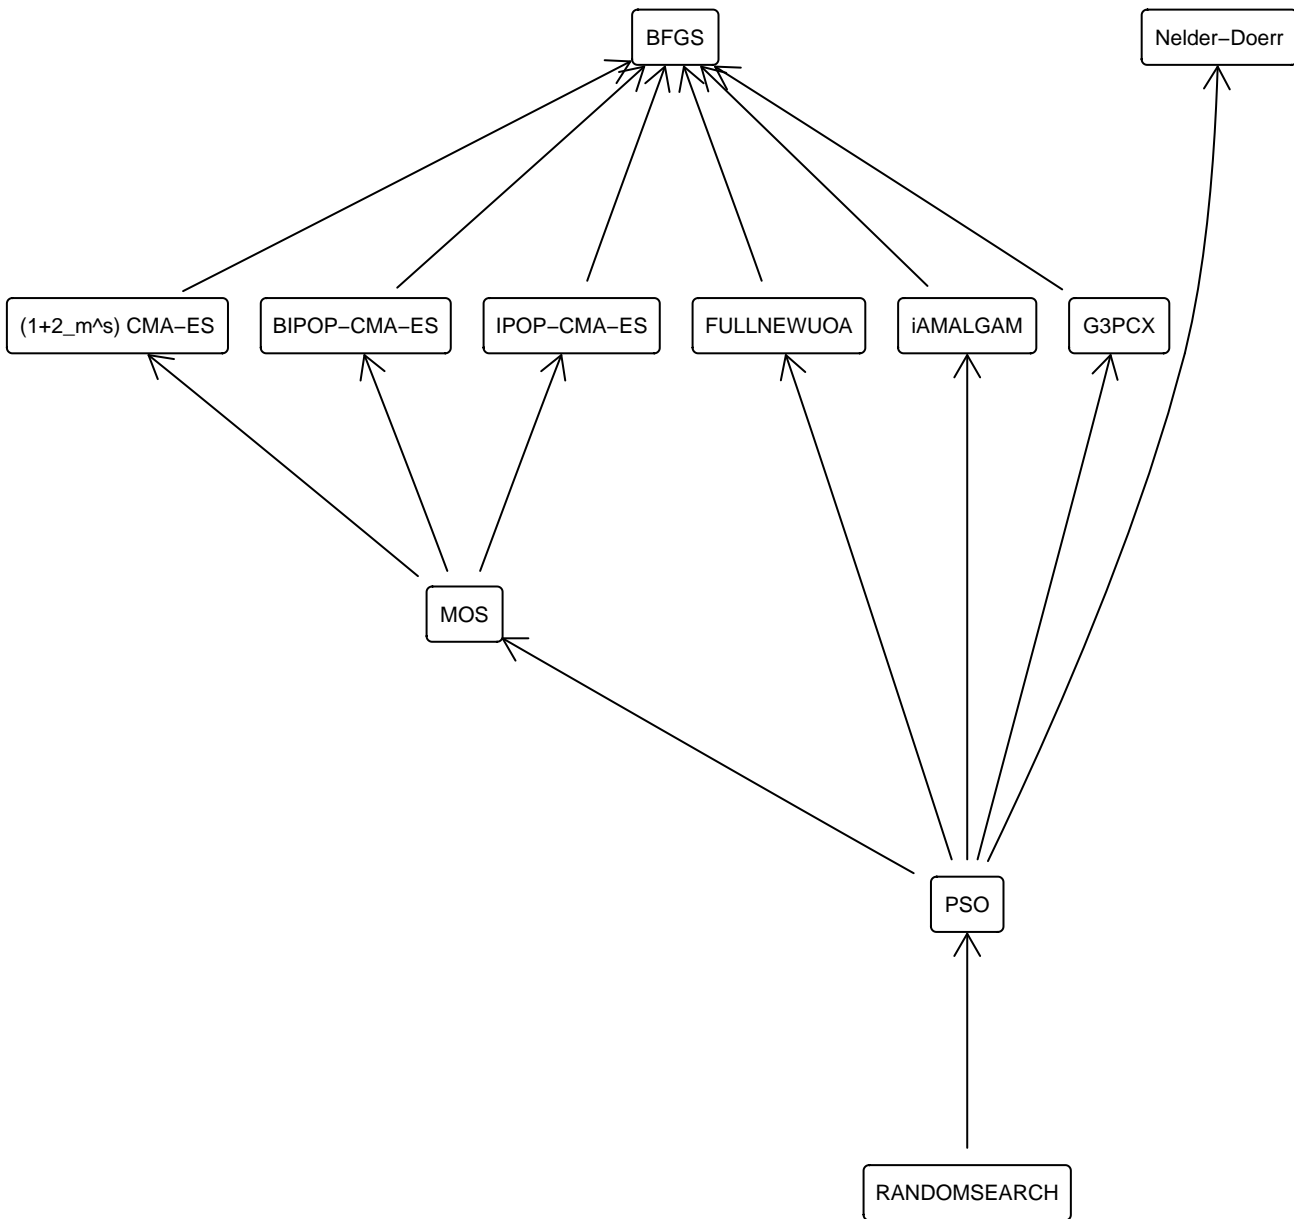 BFGS
Nelder−Doerr
(1+2_m^s) CMA−ES
BIPOP−CMA−ES
IPOP−CMA−ES
FULLNEWUOA
iAMALGAM
G3PCX
MOS
PSO
RANDOMSEARCH